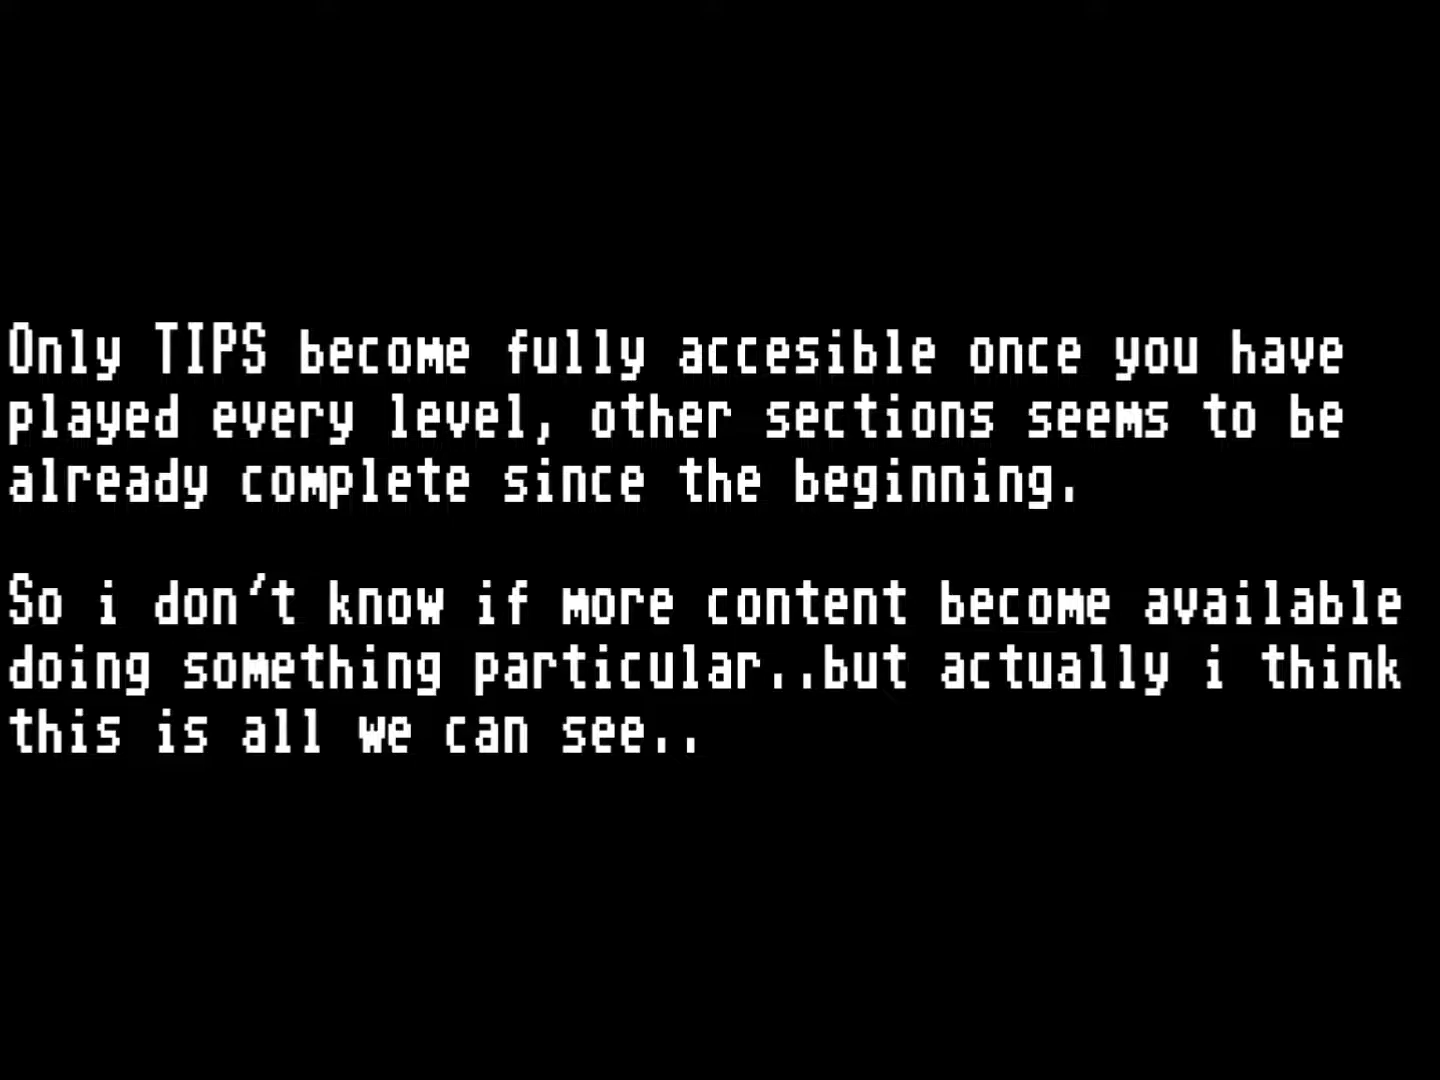 Only TIPS become fully accesible once you have
played every level, other sections seems to be
already complete since the beginning.
So i don't know if more content become available
doing something particular..but actually i think
this is all we can see..